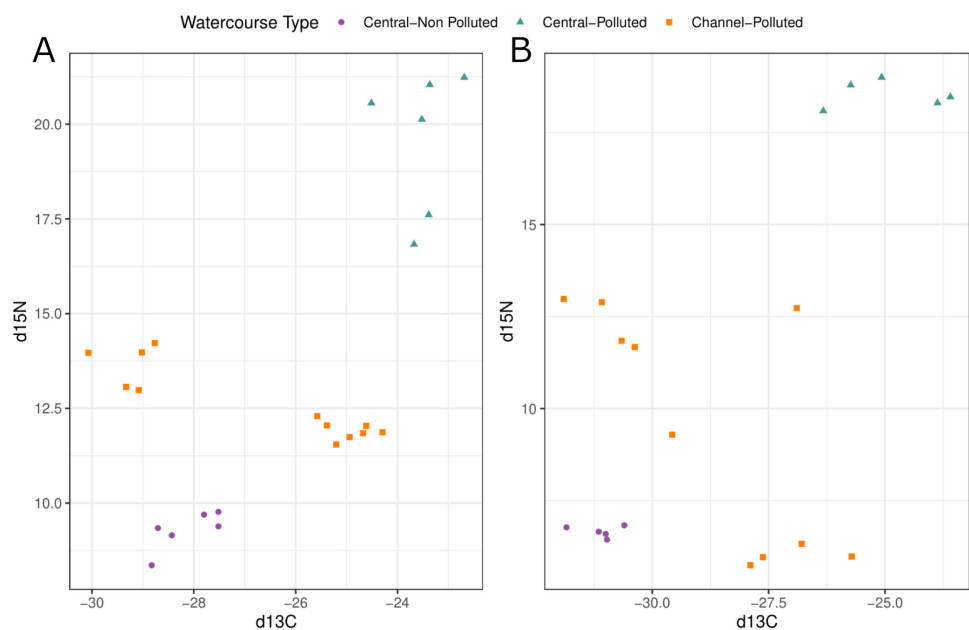 Watercourse Type Central−Non Polluted Central−Polluted Channel−Polluted
A B
20.0
17.5
15.0
12.5
10.0
d15N
−30 −28 −26 −24
d13C
15
10
d15N
−30.0 −27.5 −25.0
d13C